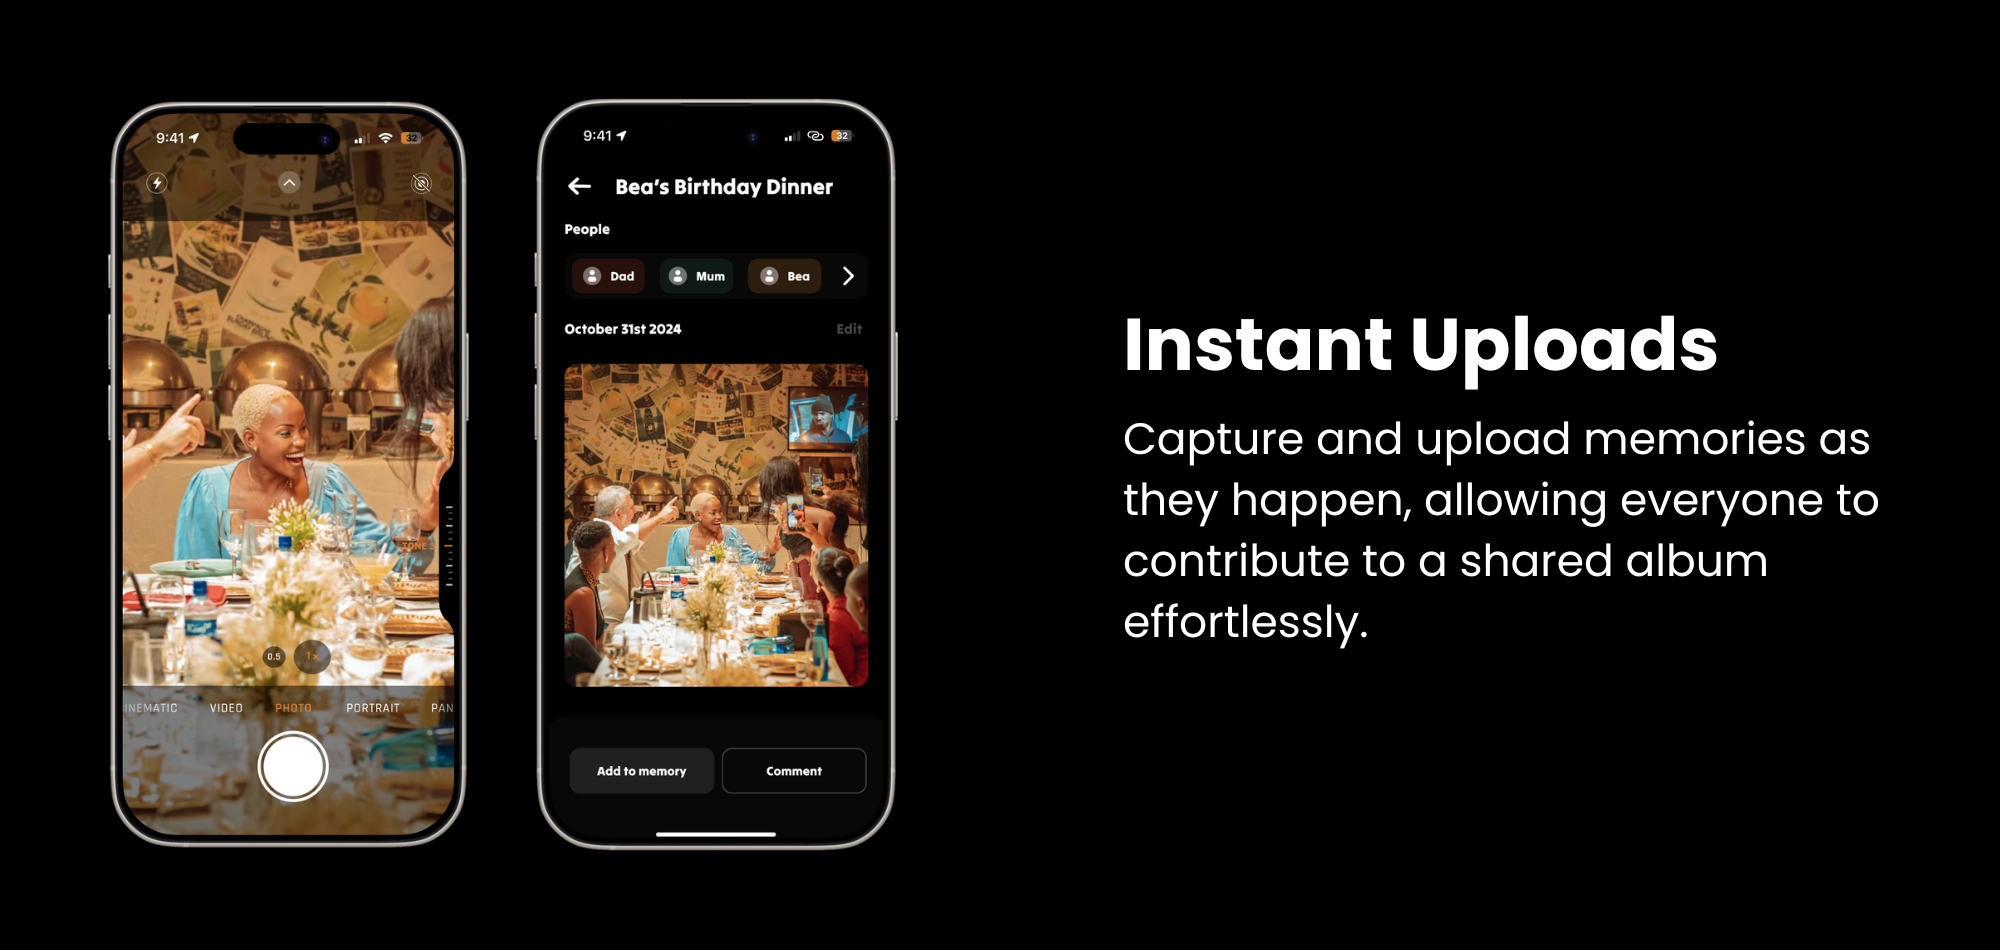 9:41
32
0.5
1×
TONE
INEMATIC VIDEO PHOTO PORTRAIT PAN
9:41
32
Bea's Birthday Dinner
People
Dad Mum Bea
October 31st 2024 Edit
Add to memory Comment
Instant Uploads
Capture and upload memories as
they happen, allowing everyone to
contribute to a shared album
effortlessly.